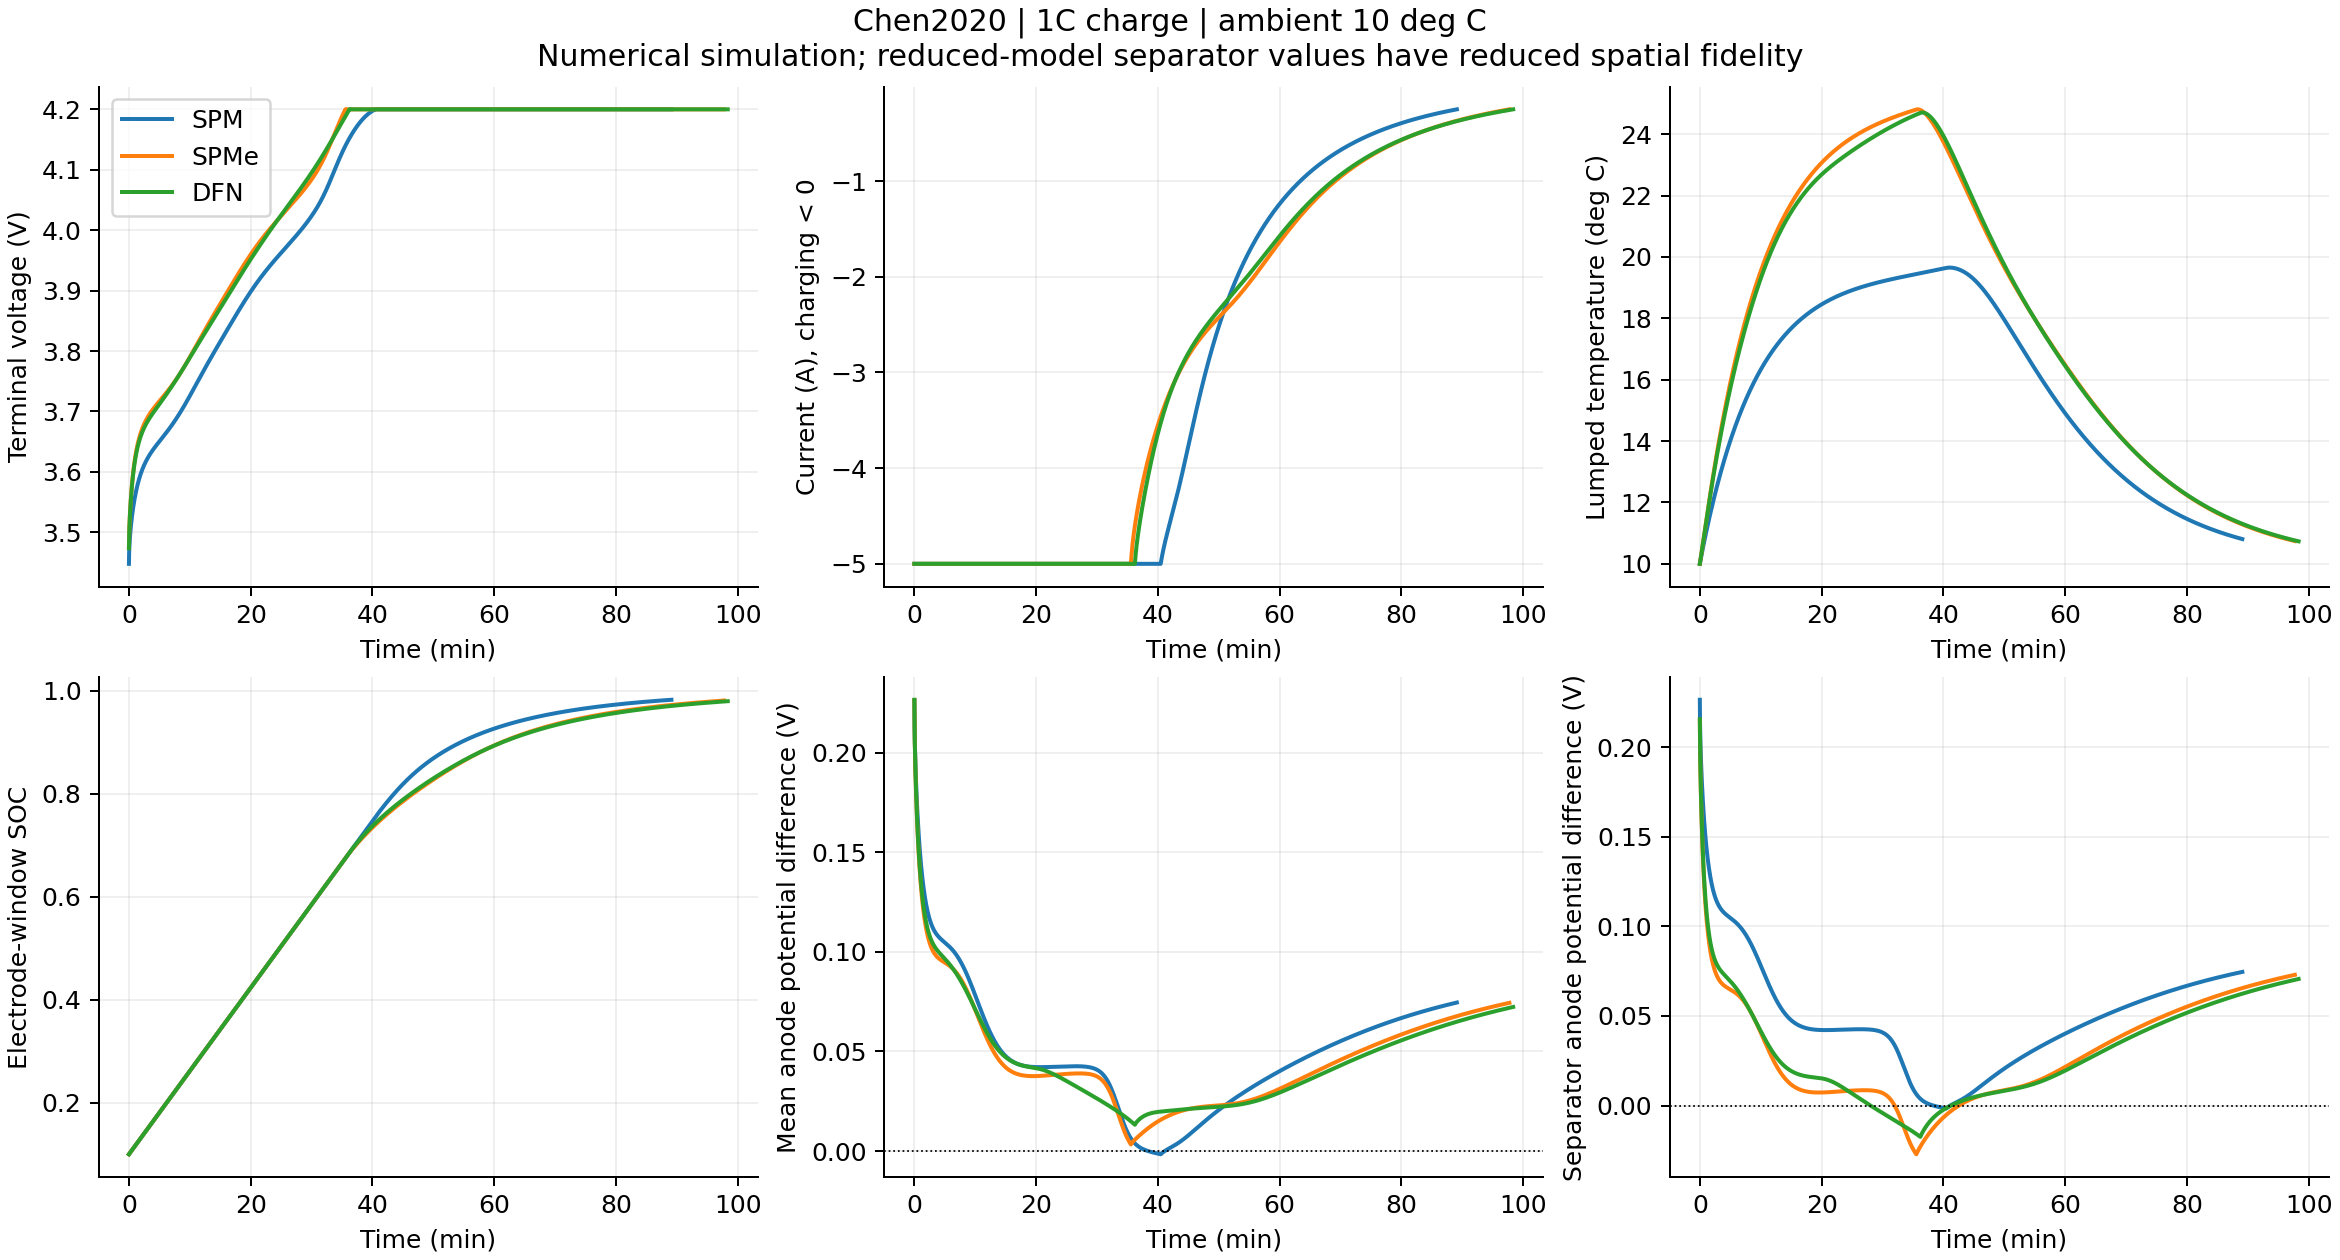 Chen2020 | 1C charge | ambient 10 deg C
Numerical simulation; reduced-model separator values have reduced spatial fidelity
Terminal voltage (V)
4.2
4.1
4.0
3.9
3.8
3.7
3.6
3.5
SPM
SPMe
DFN
0 20 40 60 80 100
Time (min)
Current (A), charging < 0
−1
−2
−3
−4
−5
0 20 40 60 80 100
Time (min)
Lumped temperature (deg C)
24
22
20
18
16
14
12
10
0 20 40 60 80 100
Time (min)
Electrode-window SOC
1.0
0.8
0.6
0.4
0.2
0 20 40 60 80 100
Time (min)
Mean anode potential difference (V)
0.20
0.15
0.10
0.05
0.00
0 20 40 60 80 100
Time (min)
Separator anode potential difference (V)
0.20
0.15
0.10
0.05
0.00
0 20 40 60 80 100
Time (min)